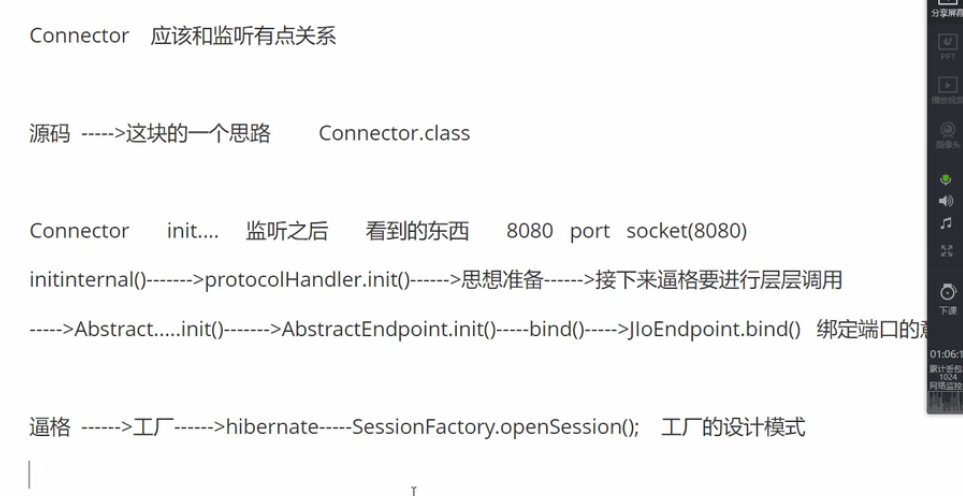 Connector 应该和监听有点关系
源码 ----->这块的一个思路 Connector.class
Connector init.... 监听之后 看到的东西 8080 port socket(8080)
initinternal()------->protocolHandler.init()------>思想准备------>接下来逼格要进行层层调用
----->Abstract.....init()------->AbstractEndpoint.init()-----bind()----->JIoEndpoint.bind() 绑定端口的
逼格 ------>工厂------>hibernate-----SessionFactory.openSession(); 工厂的设计模式
分享屏幕
PPT
播放视频
摄像头
下课
01:06:1
累计丢包
1024
网络监控